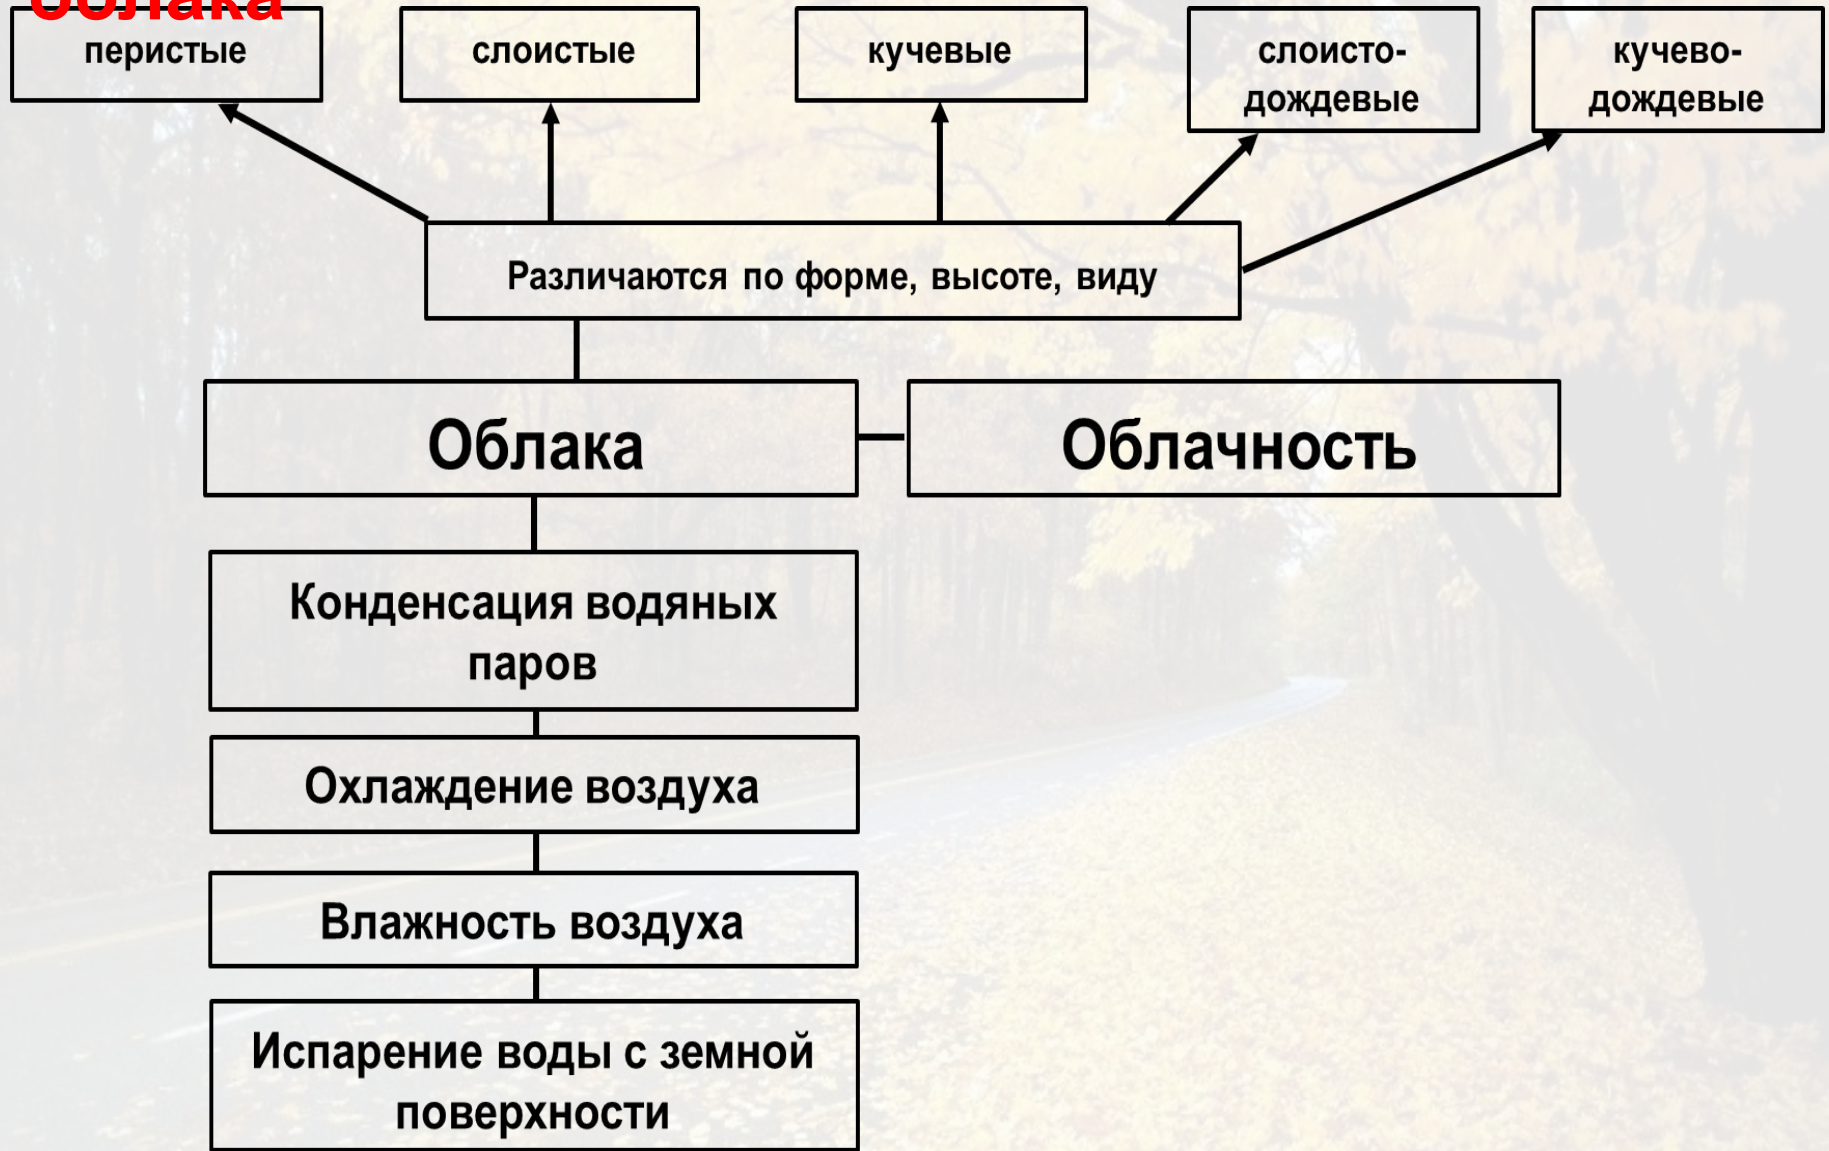 облака
перистые
слоистые
кучевые
слоисто-
дождевые
кучево-
дождевые
Различаются по форме, высоте, виду
Облака
Облачность
Конденсация водяных
паров
Охлаждение воздуха
Влажность воздуха
Испарение воды с земной
поверхности